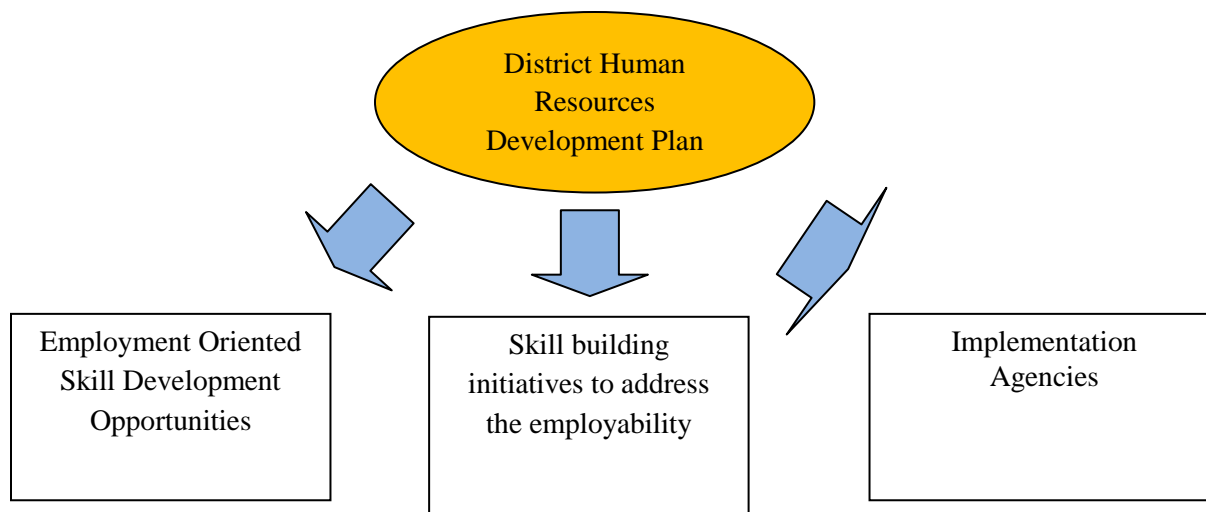 District Human
Resources
Development Plan
Employment Oriented
Skill Development
Opportunities
Skill building
initiatives to address
the employability
Implementation
Agencies